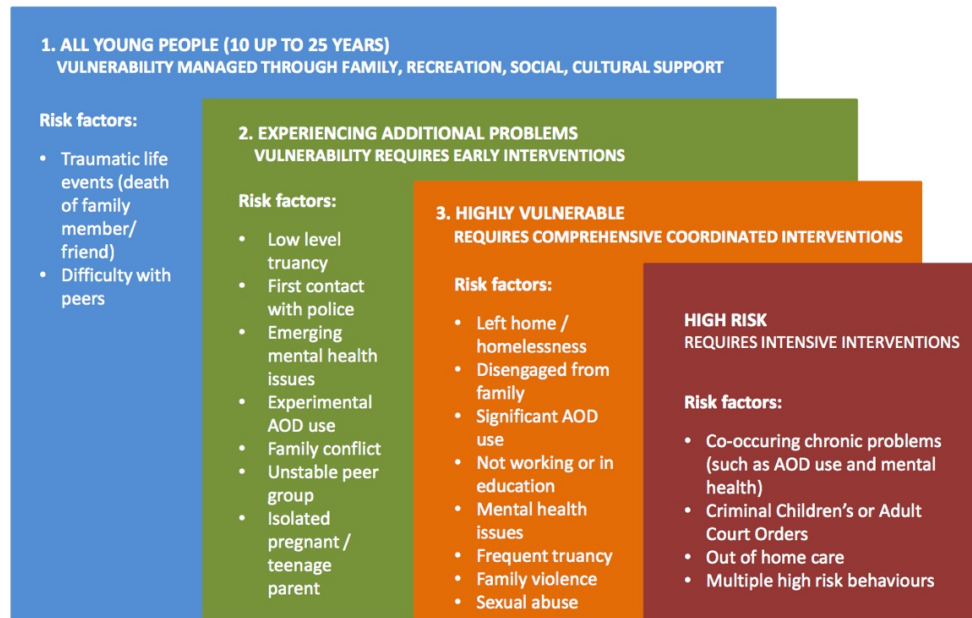 1. ALL YOUNG PEOPLE (10 UP TO 25 YEARS)
VULNERABILITY MANAGED THROUGH FAMILY, RECREATION, SOCIAL, CULTURAL SUPPORT
Risk factors:
• Traumatic life
events (death
of family
member/
friend)
• Difficulty with
peers
2. EXPERIENCING ADDITIONAL PROBLEMS
VULNERABILITY REQUIRES EARLY INTERVENTIONS
Risk factors:
• Low level
truancy
• First contact
with police
• Emerging
mental health
issues
• Experimental
AOD use
• Family conflict
• Unstable peer
group
• Isolated
pregnant /
teenage
parent
3. HIGHLY VULNERABLE
REQUIRES COMPREHENSIVE COORDINATED INTERVENTIONS
Risk factors:
• Left home /
homelessness
• Disengaged from
family
• Significant AOD
use
• Not working or in
education
• Mental health
issues
• Frequent truancy
• Family violence
• Sexual abuse
HIGH RISK
REQUIRES INTENSIVE INTERVENTIONS
Risk factors:
• Co-occuring chronic problems
(such as AOD use and mental
health)
• Criminal Children's or Adult
Court Orders
• Out of home care
• Multiple high risk behaviours